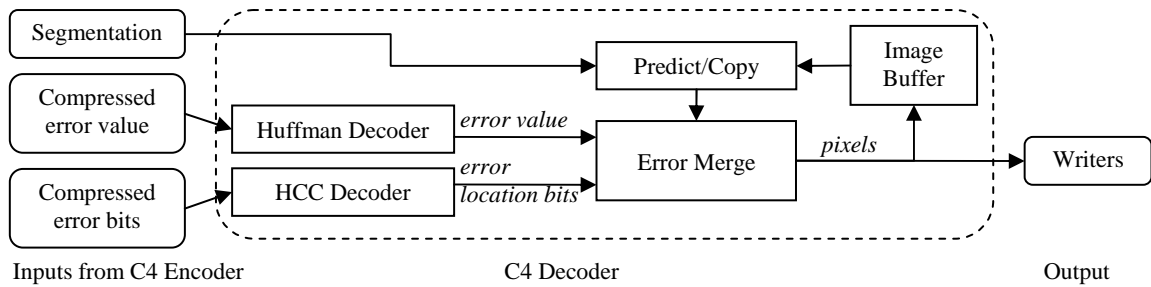 Segmentation
Compressed
error value
Compressed
error bits
Huffman Decoder
HCC Decoder
error value
error
location bits
Predict/Copy
Error Merge
Image
Buffer
pixels
Writers
Inputs from C4 Encoder
C4 Decoder
Output